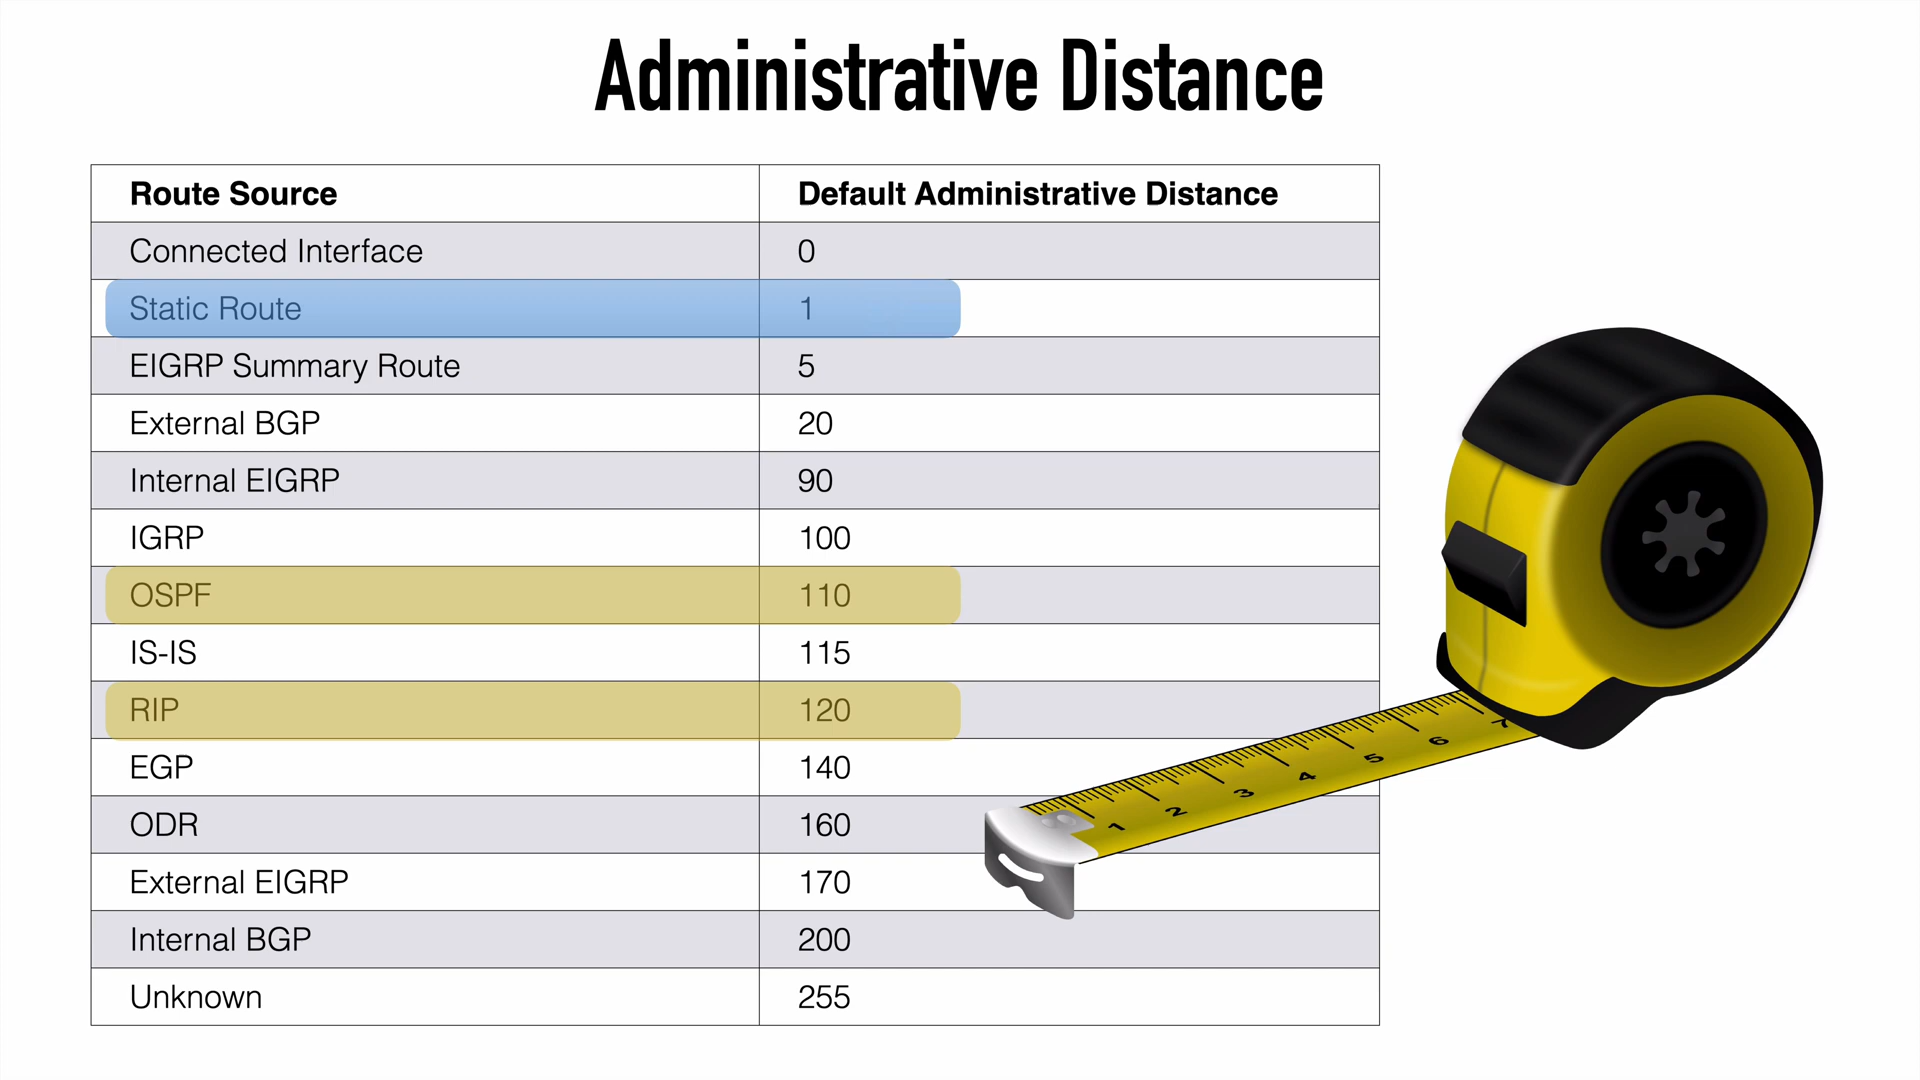 Administrative Distance
Route Source Default Administrative Distance
Connected Interface 0
Static Route 1
EIGRP Summary Route 5
External BGP 20
Internal EIGRP 90
IGRP 100
OSPF 110
IS-IS 115
RIP 120
EGP 140
ODR 160
External EIGRP 170
Internal BGP 200
Unknown 255
1 2 3 4 5 6 7